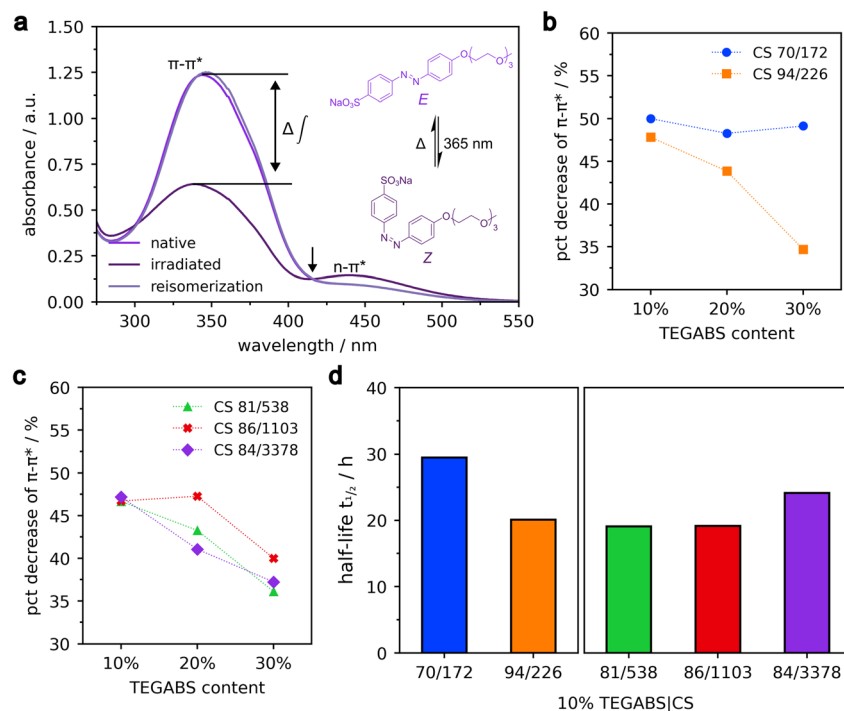 a
absorbance / a.u.
1.50
1.25
1.00
0.75
0.50
0.25
0.00
π-π*
Δ∫
native
irradiated
reisomerization
n-π*
300 350 400 450 500 550
wavelength / nm
NaO₃S
N
N
O
O
3
E
Δ
365 nm
SO₃Na
N
N
O
O
3
Z
b
pct decrease of π-π* / %
60
55
50
45
40
35
30
CS 70/172
CS 94/226
10% 20% 30%
TEGABS content
c
pct decrease of π-π* / %
60
55
50
45
40
35
30
CS 81/538
CS 86/1103
CS 84/3378
10% 20% 30%
TEGABS content
d
half-life t₁/₂ / h
40
30
20
10
0
70/172 94/226 81/538 86/1103 84/3378
10% TEGABS|CS